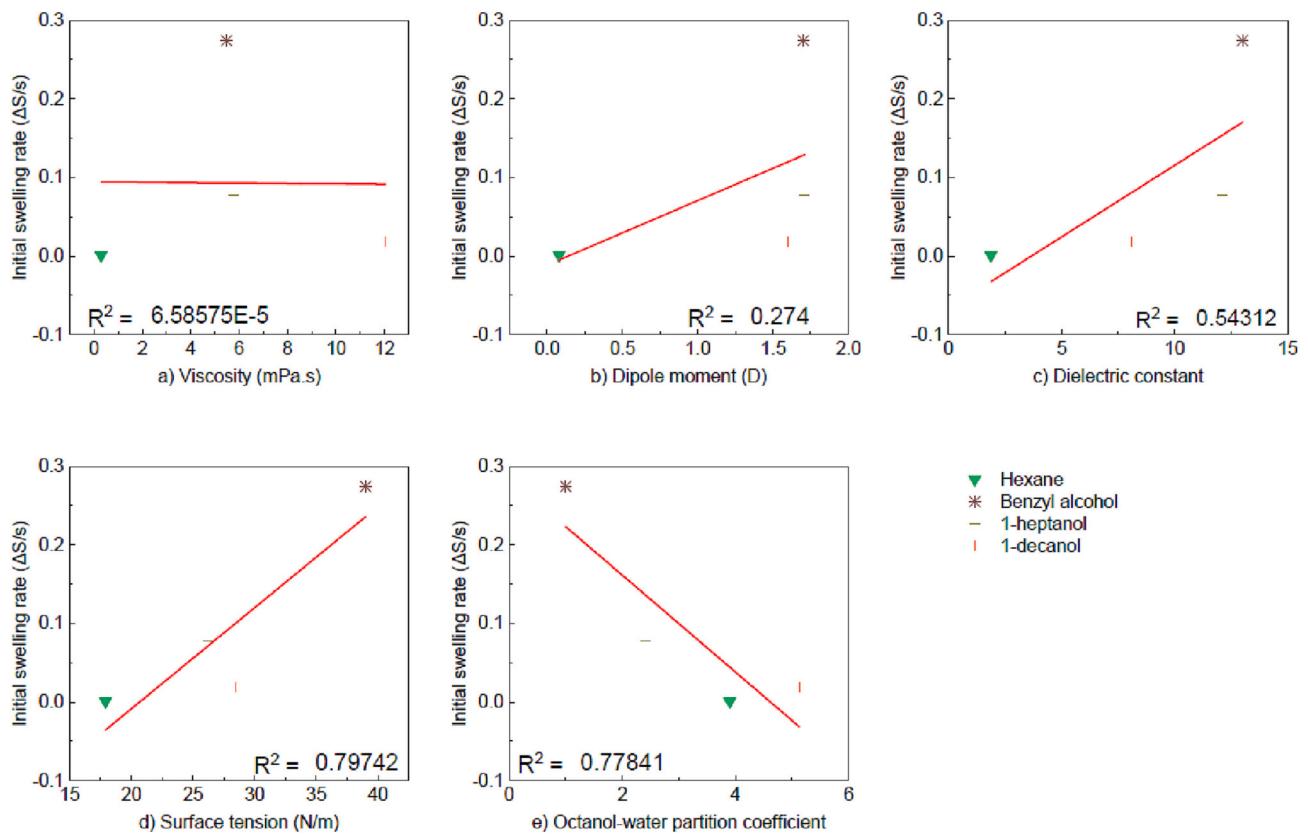 0.3
0.2
0.1
0.0
-0.1
Initial swelling rate (ΔS/s)
R² = 6.58575E-5
0 2 4 6 8 10 12
a) Viscosity (mPa.s)
0.3
0.2
0.1
0.0
-0.1
Initial swelling rate (ΔS/s)
R² = 0.274
0.0 0.5 1.0 1.5 2.0
b) Dipole moment (D)
0.3
0.2
0.1
0.0
-0.1
Initial swelling rate (ΔS/s)
R² = 0.54312
0 5 10 15
c) Dielectric constant
0.3
0.2
0.1
0.0
-0.1
Initial swelling rate (ΔS/s)
R² = 0.79742
15 20 25 30 35 40
d) Surface tension (N/m)
0.3
0.2
0.1
0.0
-0.1
Initial swelling rate (ΔS/s)
R² = 0.77841
0 2 4 6
e) Octanol-water partition coefficient
Hexane
Benzyl alcohol
1-heptanol
1-decanol